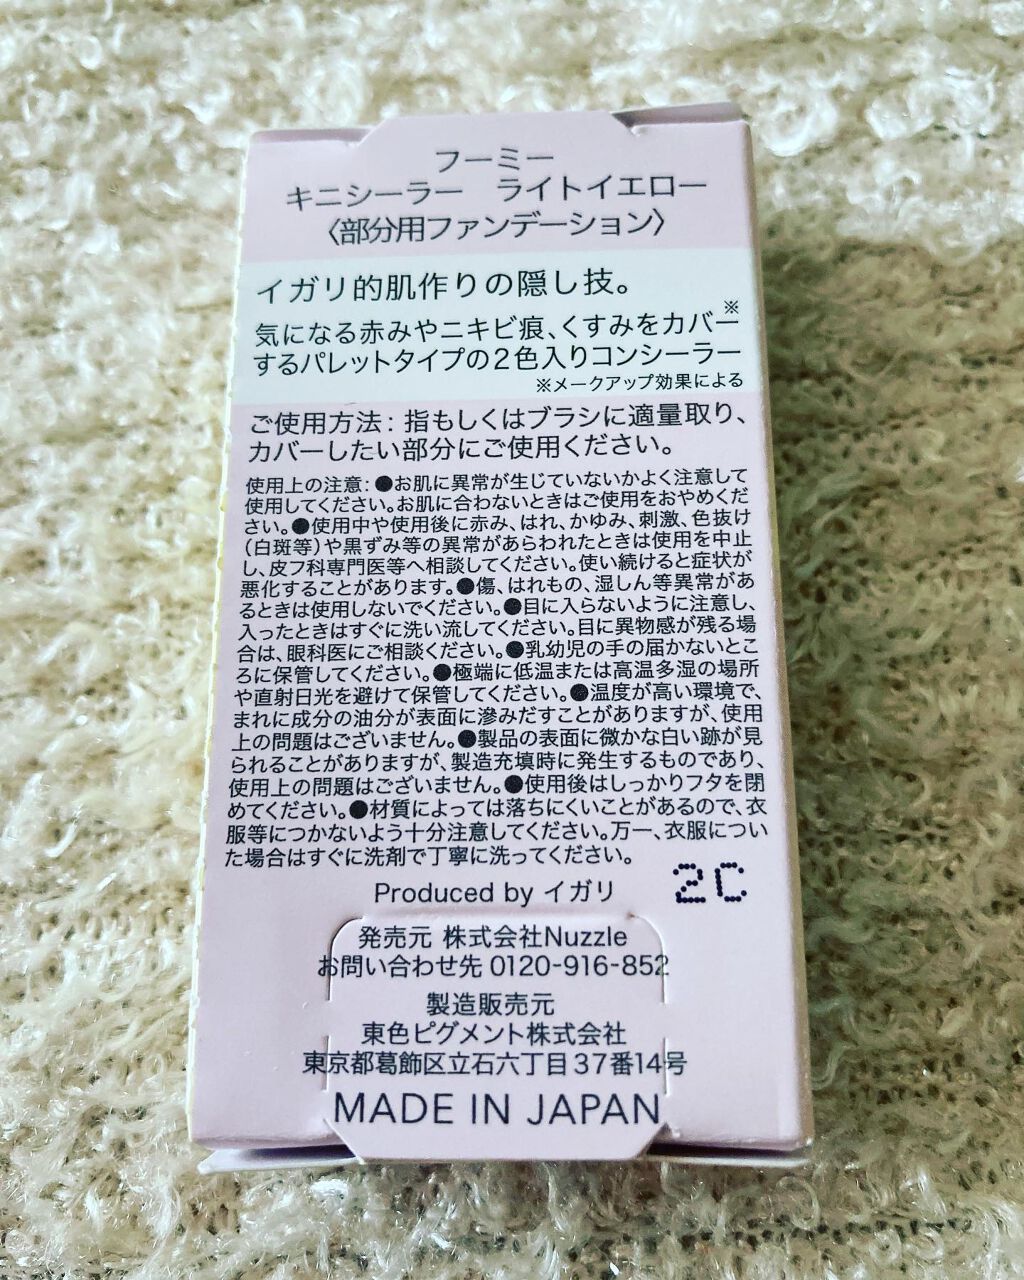 フーミー
キニシーラー　ライトイエロー
〈部分用ファンデーション〉
イガリ的肌作りの隠し技。
※
気になる赤みやニキビ痕、くすみをカバー
するパレットタイプの2色入りコンシーラー
※メークアップ効果による
ご使用方法: 指もしくはブラシに適量取り、
カバーしたい部分にご使用ください。
使用上の注意: ●お肌に異常が生じていないかよく注意して
使用してください。お肌に合わないときはご使用をおやめくだ
さい。●使用中や使用後に赤み、はれ、かゆみ、刺激、色抜け
(白斑等)や黒ずみ等の異常があらわれたときは使用を中止
し、皮フ科専門医等へ相談してください。使い続けると症状が
悪化することがあります。●傷、はれもの、湿しん等異常があ
るときは使用しないでください。●目に入らないように注意し、
入ったときはすぐに洗い流してください。目に異物感が残る場
合は、眼科医にご相談ください。●乳幼児の手の届かないとこ
ろに保管してください。●極端に低温または高温多湿の場所
や直射日光を避けて保管してください。●温度が高い環境で、
まれに成分の油分が表面に滲みだすことがありますが、使用
上の問題はございません。●製品の表面に微かな白い跡が見
られることがありますが、製造充填時に発生するものであり、
使用上の問題はございません。●使用後はしっかりフタを閉
めてください。●材質によっては落ちにくいことがあるので、衣
服等につかないよう十分注意してください。万一、衣服につい
た場合はすぐに洗剤で丁寧に洗ってください。
2C
Produced by イガリ
発売元 株式会社Nuzzle
お問い合わせ先 0120-916-852
製造販売元
東色ピグメント株式会社
東京都葛飾区立石六丁目37番14号
MADE IN JAPAN